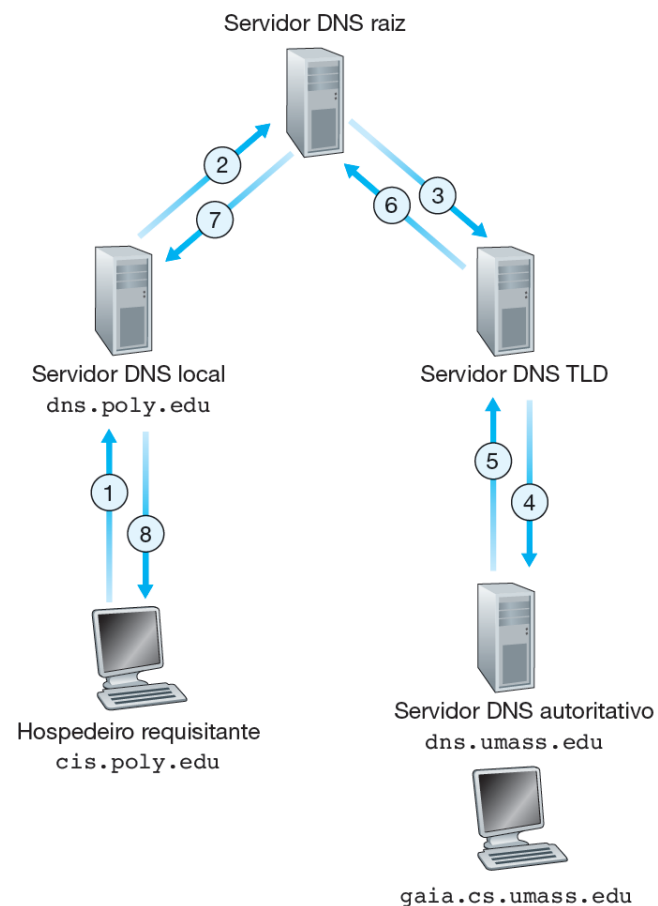 Servidor DNS raiz
2
3
7
6
Servidor DNS local
dns.poly.edu
Servidor DNS TLD
1
8
5
4
Hospedeiro requisitante
cis.poly.edu
Servidor DNS autoritativo
dns.umass.edu
gaia.cs.umass.edu